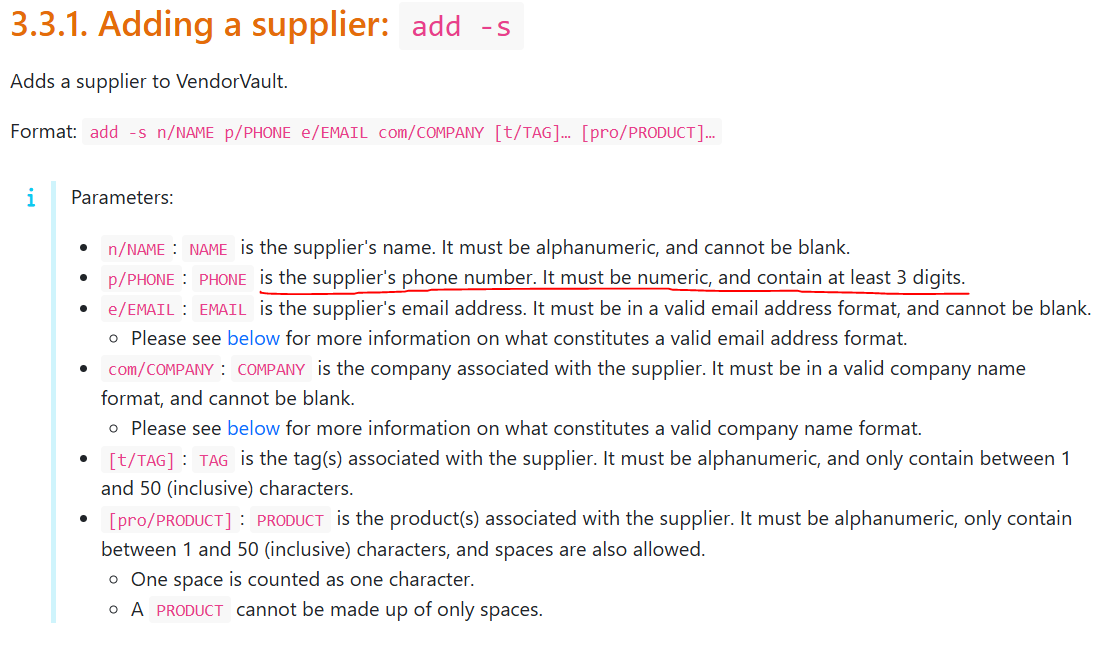 3.3.1. Adding a supplier: add -s
Adds a supplier to VendorVault.
Format: add -s n/NAME p/PHONE e/EMAIL com/COMPANY [t/TAG]… [pro/PRODUCT]…
i Parameters:
• n/NAME : NAME is the supplier's name. It must be alphanumeric, and cannot be blank.
• p/PHONE : PHONE is the supplier's phone number. It must be numeric, and contain at least 3 digits.
• e/EMAIL : EMAIL is the supplier's email address. It must be in a valid email address format, and cannot be blank.
◦ Please see below for more information on what constitutes a valid email address format.
• com/COMPANY : COMPANY is the company associated with the supplier. It must be in a valid company name
format, and cannot be blank.
◦ Please see below for more information on what constitutes a valid company name format.
• [t/TAG] : TAG is the tag(s) associated with the supplier. It must be alphanumeric, and only contain between 1
and 50 (inclusive) characters.
• [pro/PRODUCT] : PRODUCT is the product(s) associated with the supplier. It must be alphanumeric, only contain
between 1 and 50 (inclusive) characters, and spaces are also allowed.
◦ One space is counted as one character.
◦ A PRODUCT cannot be made up of only spaces.